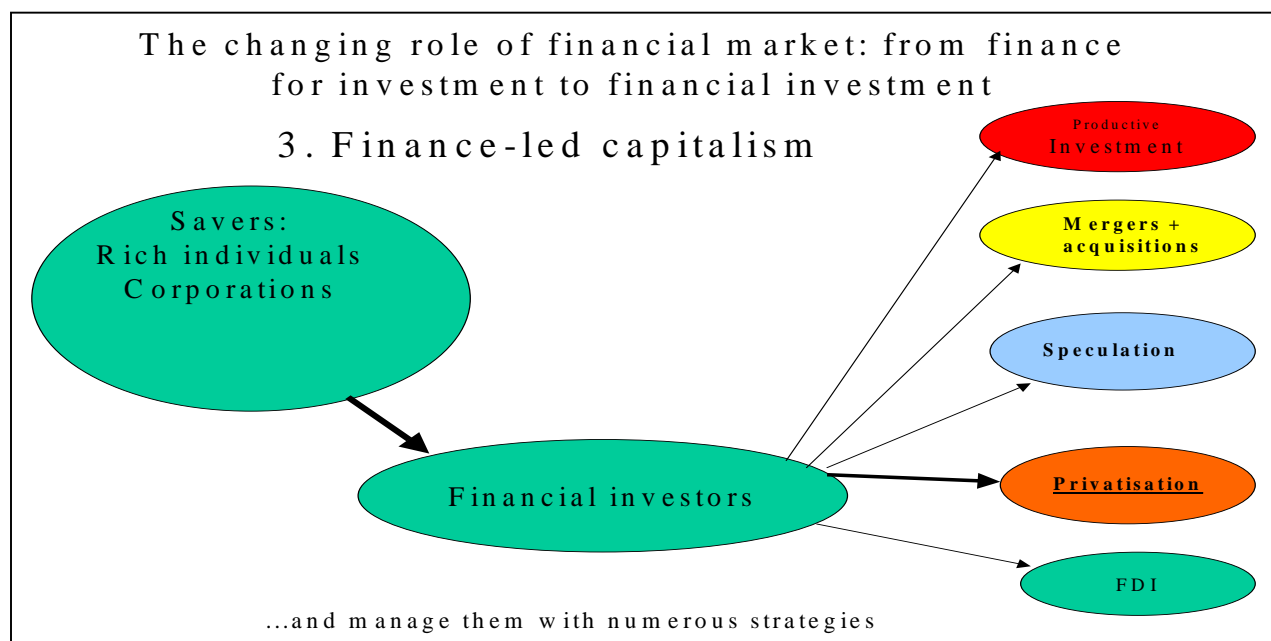 The changing role of financial market: from finance
for investment to financial investment
3. Finance-led capitalism
Productive
Investment
Savers:
Rich individuals
Corporations
Mergers +
acquisitions
Speculation
Financial investors
Privatisation
FDI
...and manage them with numerous strategies